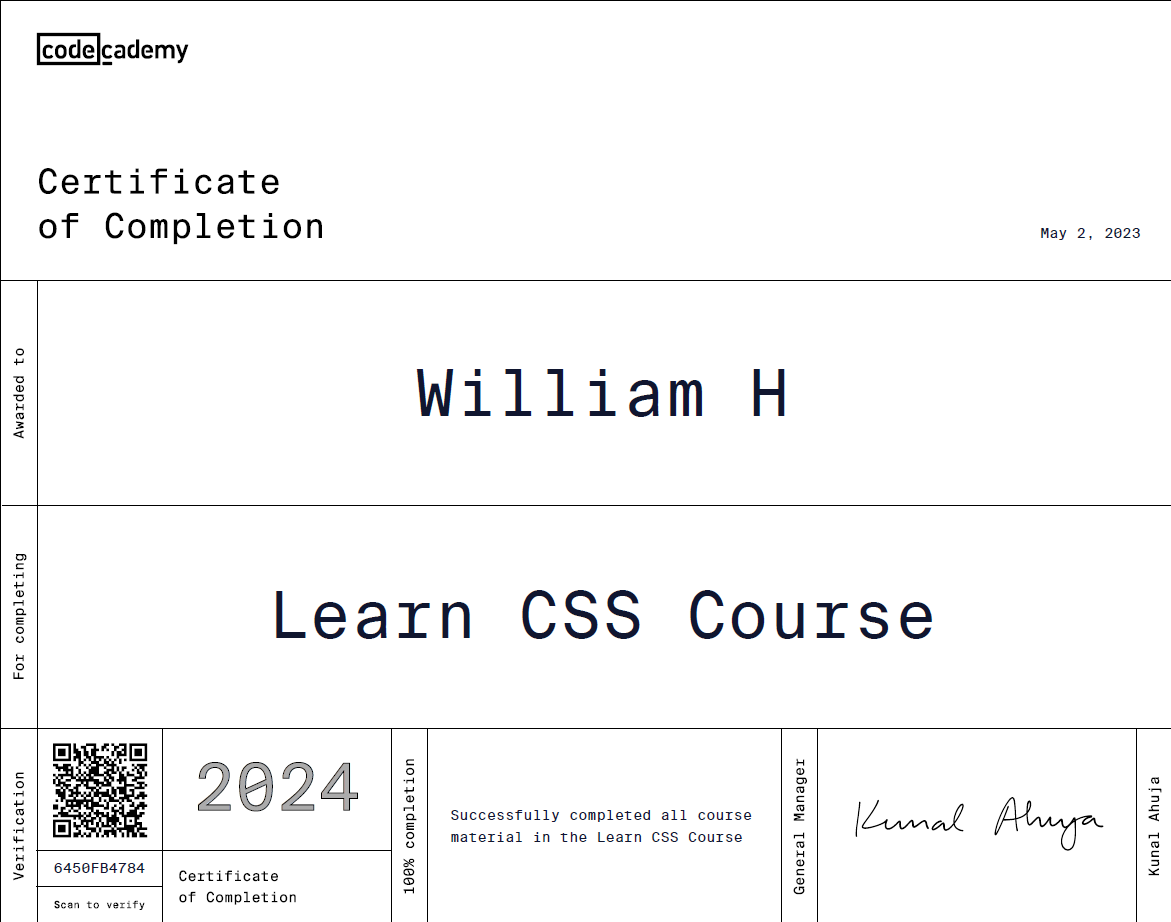 codecademy
Certificate
of Completion
May 2, 2023
Awarded to
William H
For completing
Learn CSS Course
Verification
6450FB4784
Scan to verify
2024
Certificate
of Completion
100% completion
Successfully completed all course
material in the Learn CSS Course
General Manager
Kunal Ahuja
Kunal Ahuja